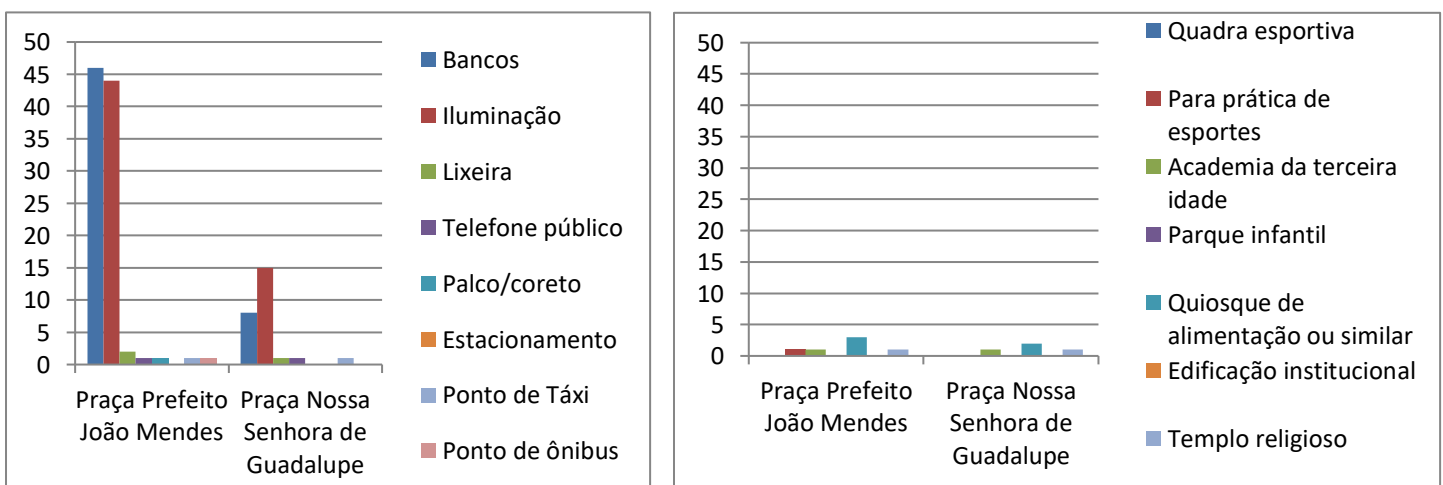 50
45
40
35
30
25
20
15
10
5
0
Praça Prefeito
João Mendes
Praça Nossa
Senhora de
Guadalupe
Bancos
Iluminação
Lixeira
Telefone público
Palco/coreto
Estacionamento
Ponto de Táxi
Ponto de ônibus
50
45
40
35
30
25
20
15
10
5
0
Praça Prefeito
João Mendes
Praça Nossa
Senhora de
Guadalupe
Quadra esportiva
Para prática de
esportes
Academia da terceira
idade
Parque infantil
Quiosque de
alimentação ou similar
Edificação institucional
Templo religioso